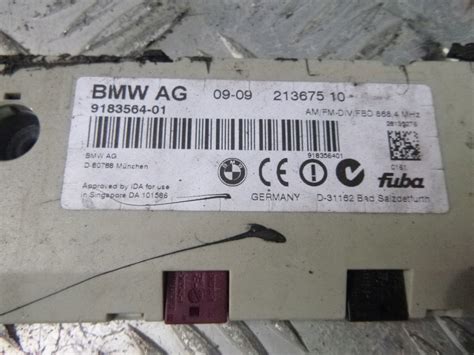 BMW AG 09-09 213675 10
9183564-01 AM/FM-DIV/FBD 868,4 MHz
918356401
BMW AG
D-80788 München
Approved by IDA for use
in Singapore DA 101586
CE
fuba
GERMANY D-31162 Bad Salzdetfurth